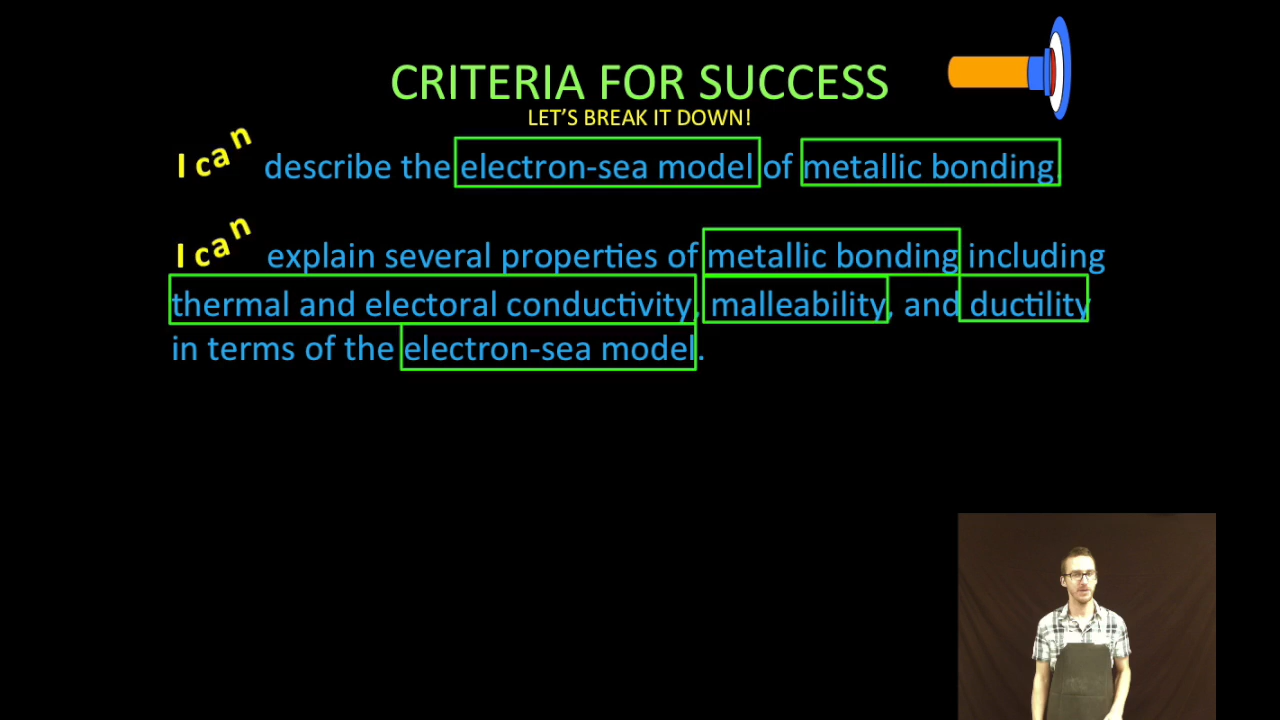 CRITERIA FOR SUCCESS
LET'S BREAK IT DOWN!
I can describe the electron-sea model of metallic bonding.
I can explain several properties of metallic bonding including
thermal and electoral conductivity, malleability, and ductility
in terms of the electron-sea model.